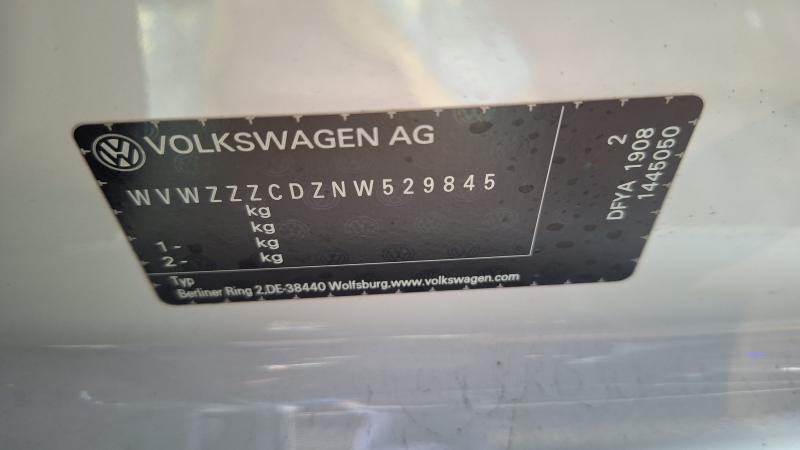 VOLKSWAGEN AG
WVWZZZCDZNW529845
kg
kg
1.- kg
2.- kg
Typ
Berliner Ring 2,DE-38440 Wolfsburg.www.volkswagen.com
2
DFYA 1908
1445050